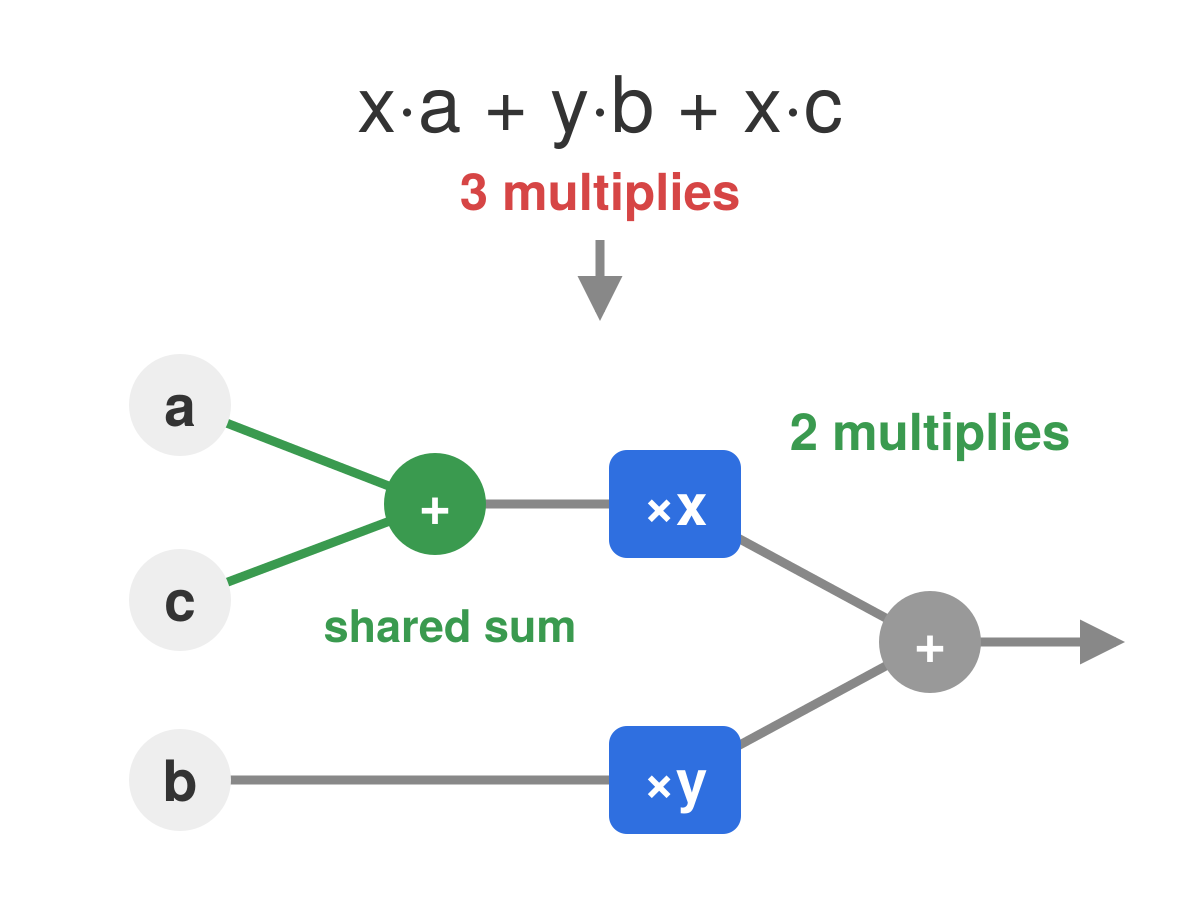 x·a + y·b + x·c
3 multiplies
a
2 multiplies
+
×x
c
shared sum
+
b
×y